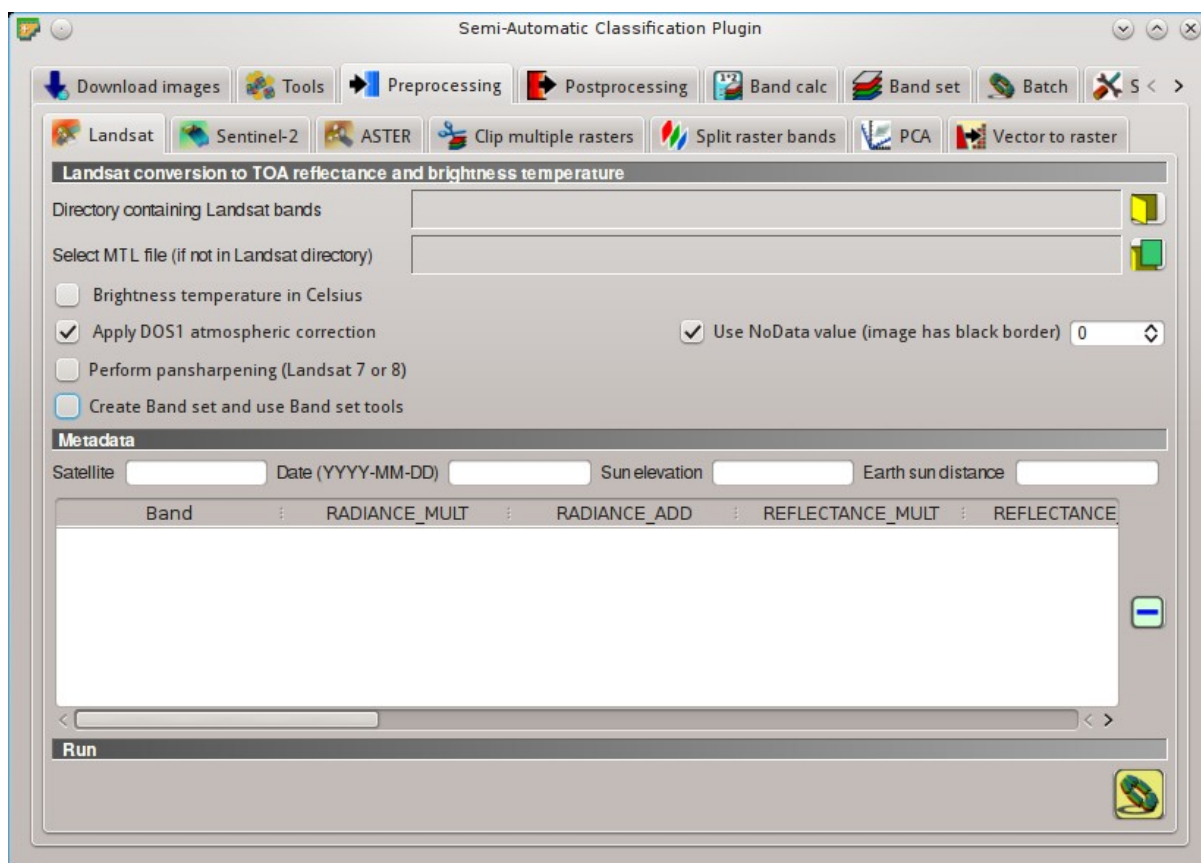 Semi-Automatic Classification Plugin
Download images Tools Preprocessing Postprocessing Band calc Band set Batch S
Landsat Sentinel-2 ASTER Clip multiple rasters Split raster bands PCA Vector to raster
Landsat conversion to TOA reflectance and brightness temperature
Directory containing Landsat bands
Select MTL file (if not in Landsat directory)
Brightness temperature in Celsius
Apply DOS1 atmospheric correction Use NoData value (image has black border) 0
Perform pansharpening (Landsat 7 or 8)
Create Band set and use Band set tools
Metadata
Satellite Date (YYYY-MM-DD) Sun elevation Earth sun distance
Band RADIANCE_MULT RADIANCE_ADD REFLECTANCE_MULT REFLECTANCE_
Run